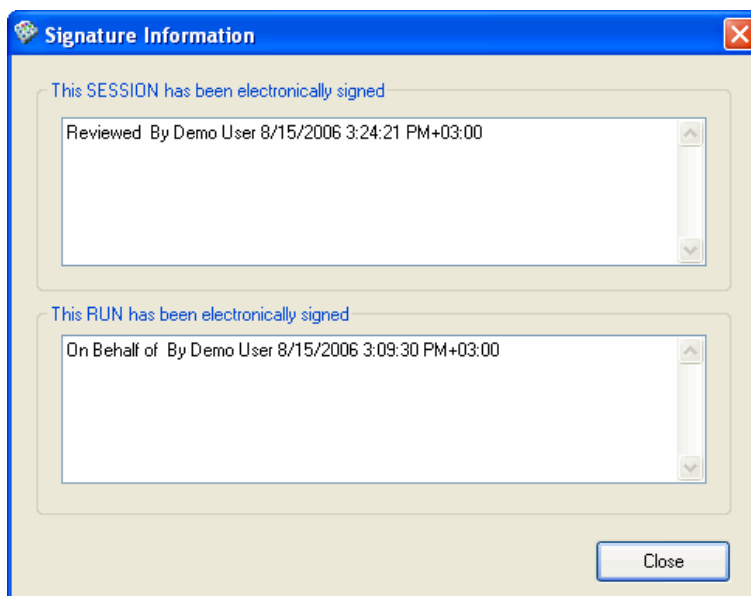 Signature Information
This SESSION has been electronically signed
Reviewed  By Demo User 8/15/2006 3:24:21 PM+03:00
This RUN has been electronically signed
On Behalf of  By Demo User 8/15/2006 3:09:30 PM+03:00
Close